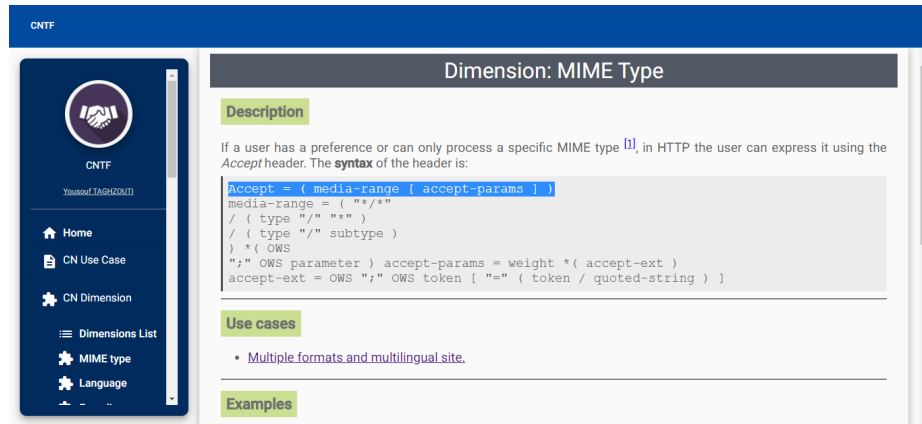 CNTF
CNTF
Yousouf TAGHZOUTI
Home
CN Use Case
CN Dimension
Dimensions List
MIME type
Language
Dimension: MIME Type
Description
If a user has a preference or can only process a specific MIME type [1], in HTTP the user can express it using the
Accept header. The syntax of the header is:
Accept = ( media-range [ accept-params ] )
media-range = ( "*/*"
/ ( type "/" "*" )
/ ( type "/" subtype )
) *( OWS
";" OWS parameter ) accept-params = weight *( accept-ext )
accept-ext = OWS ";" OWS token [ "=" ( token / quoted-string ) ]
Use cases
Multiple formats and multilingual site.
Examples